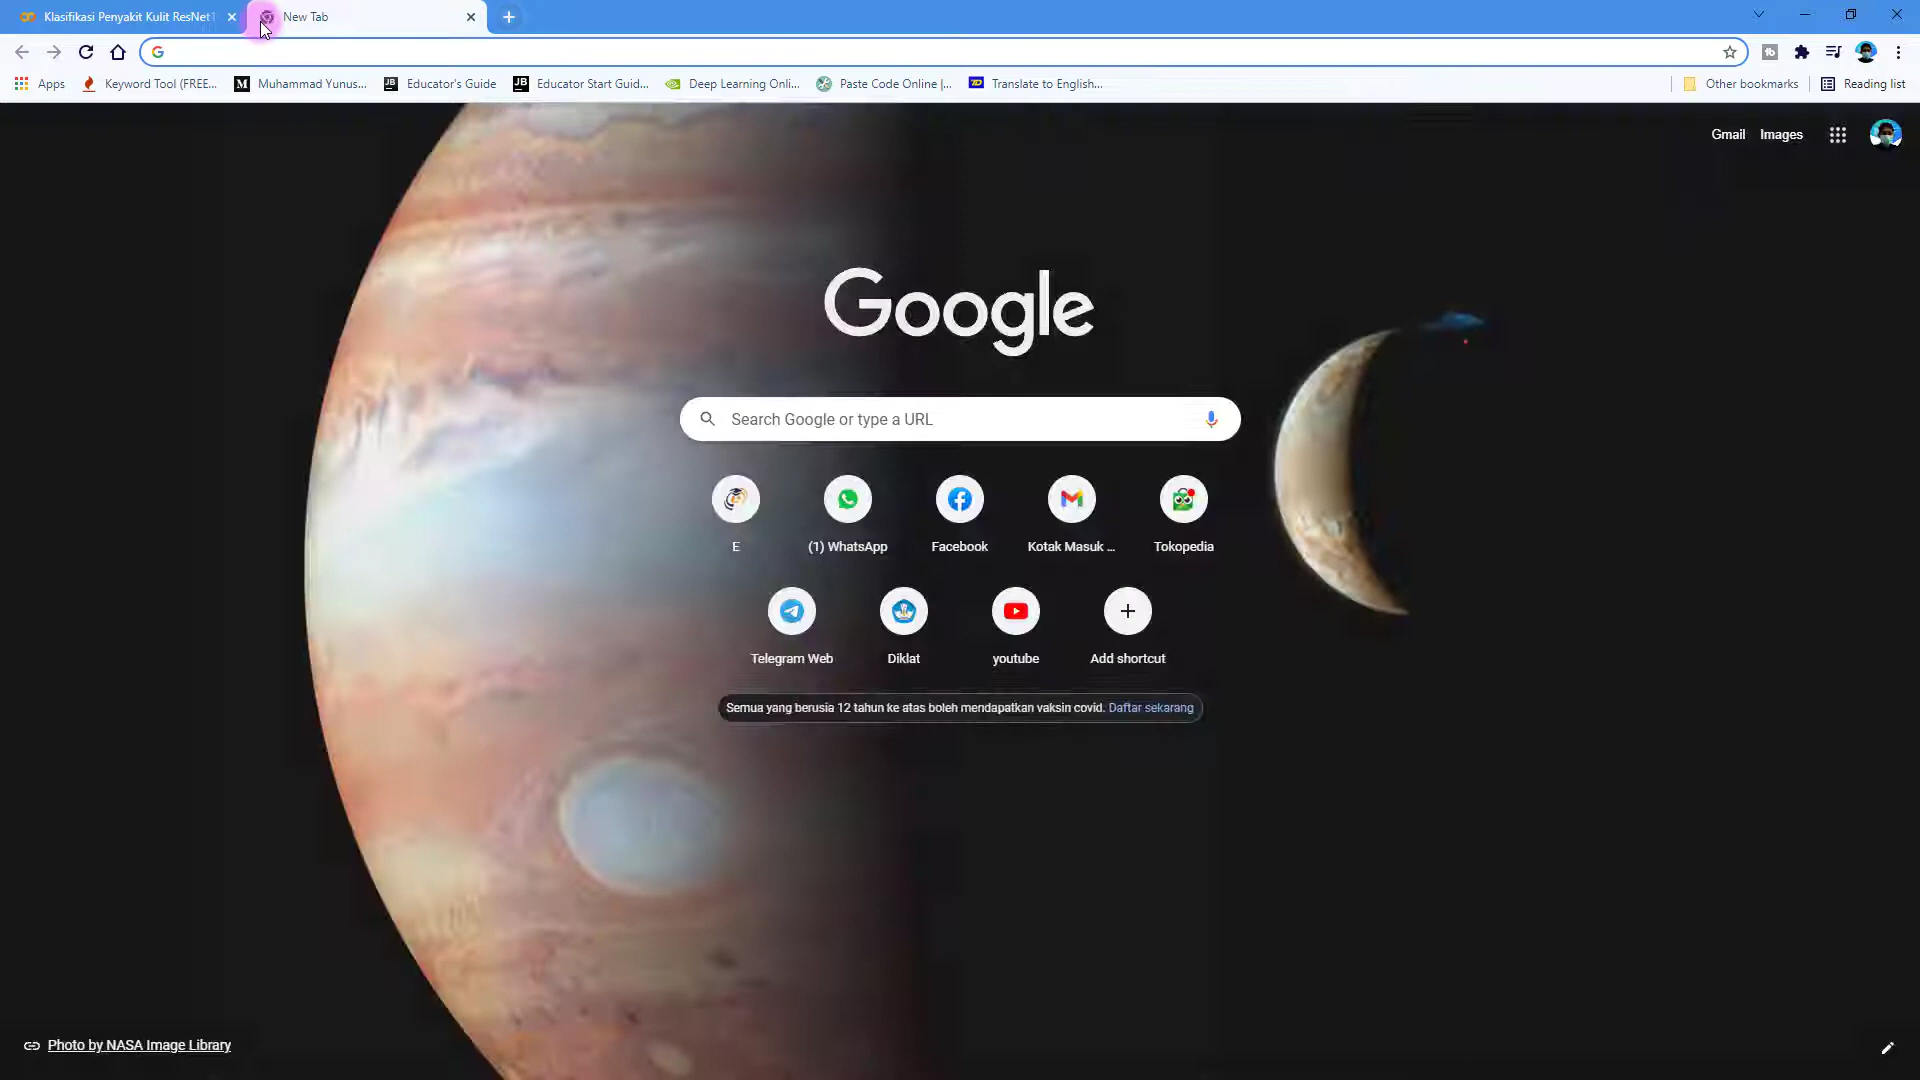 Klasifikasi Penyakit Kulit ResNet1
New Tab
Apps
Keyword Tool (FREE...
Muhammad Yunus...
Educator's Guide
Educator Start Guid...
Deep Learning Onli...
Paste Code Online |...
Translate to English...
Other bookmarks
Reading list
Gmail
Images
Google
Search Google or type a URL
E
(1) WhatsApp
Facebook
Kotak Masuk ...
Tokopedia
Telegram Web
Diklat
youtube
Add shortcut
Semua yang berusia 12 tahun ke atas boleh mendapatkan vaksin covid. Daftar sekarang
Photo by NASA Image Library